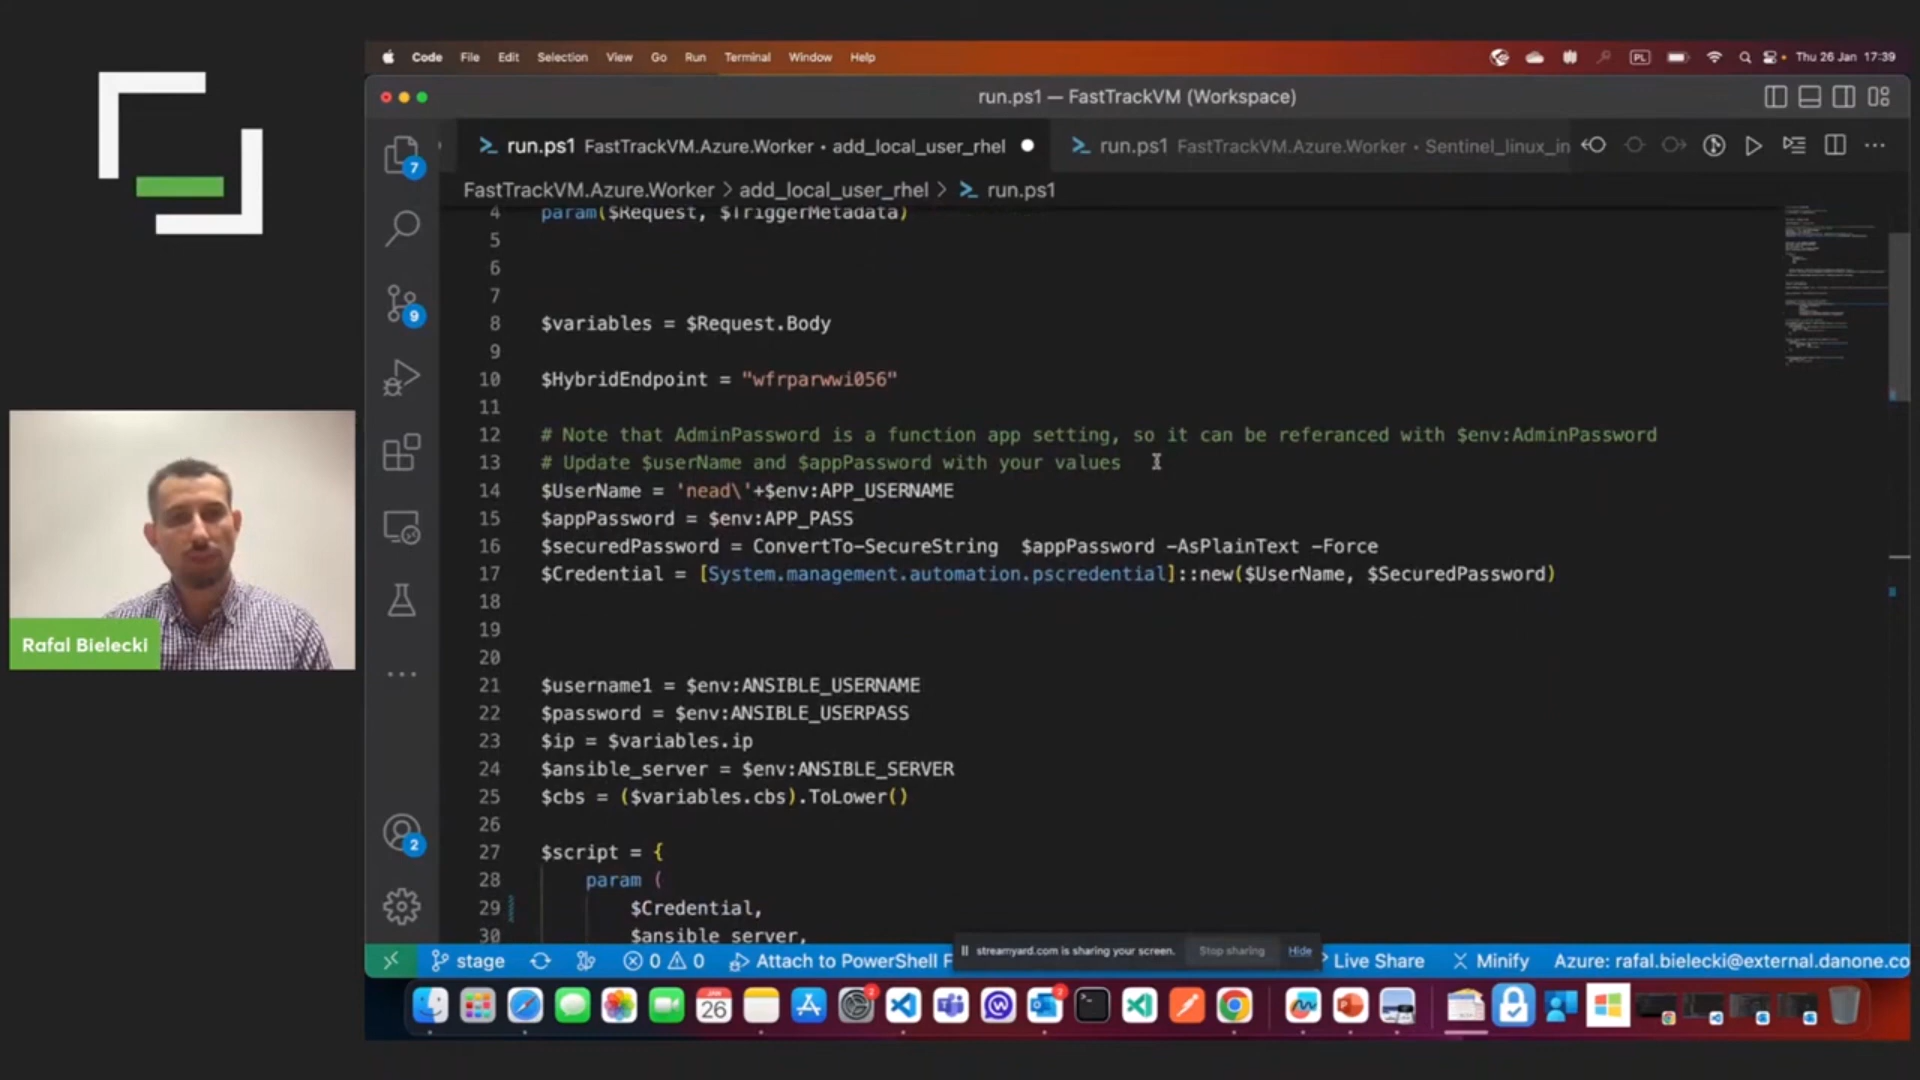 Code File Edit Selection View Go Run Terminal Window Help PL Thu 26 Jan 17:39
run.ps1 — FastTrackVM (Workspace)
run.ps1 FastTrackVM.Azure.Worker • add_local_user_rhel
run.ps1 FastTrackVM.Azure.Worker • Sentinel_linux_in
FastTrackVM.Azure.Worker > add_local_user_rhel > run.ps1
4 param($Request, $TriggerMetadata)
5
6
7
8 $variables = $Request.Body
9
10 $HybridEndpoint = "wfrparwwi056"
11
12 # Note that AdminPassword is a function app setting, so it can be referanced with $env:AdminPassword
13 # Update $userName and $appPassword with your values
14 $UserName = 'nead\'+$env:APP_USERNAME
15 $appPassword = $env:APP_PASS
16 $securedPassword = ConvertTo-SecureString  $appPassword -AsPlainText -Force
17 $Credential = [System.management.automation.pscredential]::new($UserName, $SecuredPassword)
18
19
20
21 $username1 = $env:ANSIBLE_USERNAME
22 $password = $env:ANSIBLE_USERPASS
23 $ip = $variables.ip
24 $ansible_server = $env:ANSIBLE_SERVER
25 $cbs = ($variables.cbs).ToLower()
26
27 $script = {
28 param (
29 $Credential,
30 $ansible_server,
7
9
2
Rafal Bielecki
streamyard.com is sharing your screen. Stop sharing Hide
stage 0 0 Attach to PowerShell F Live Share Minify Azure: rafal.bielecki@external.danone.co
JAN
26
2
2